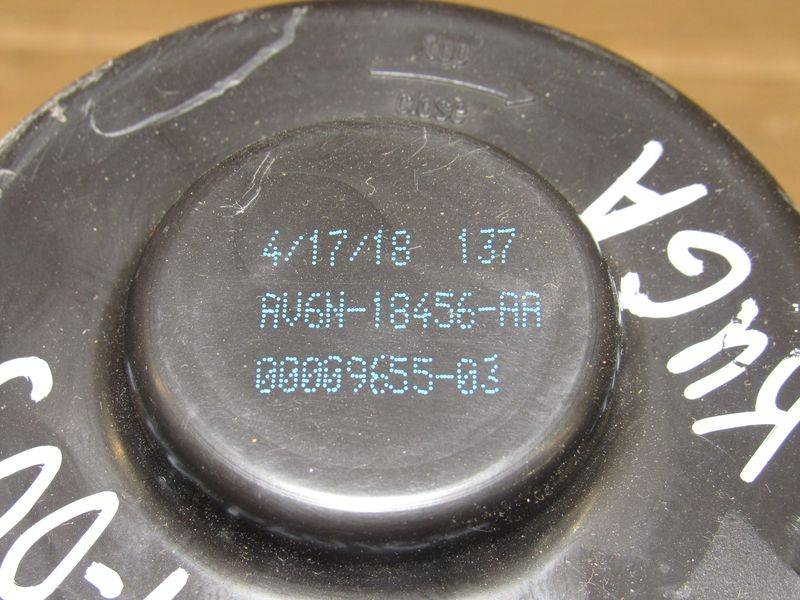 close
4/17/18 137
AV6N-18456-AA
00009655-03
KUGA